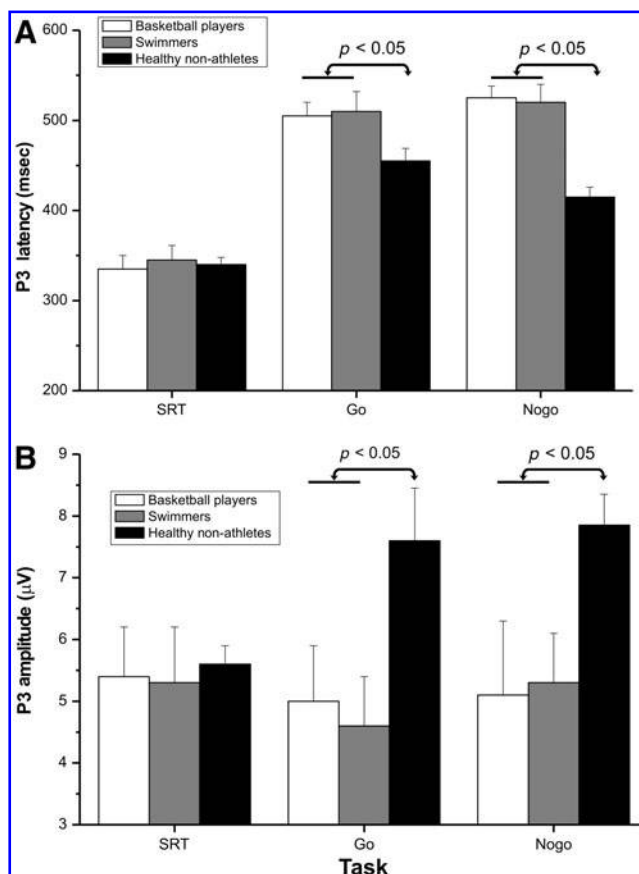 A
Basketball players
Swimmers
Healthy non-athletes
p < 0.05
p < 0.05
600
500
400
300
200
P3 latency (msec)
SRT
Go
Nogo
B
Basketball players
Swimmers
Healthy non-athletes
p < 0.05
p < 0.05
9
8
7
6
5
4
3
P3 amplitude (μV)
SRT
Go
Nogo
Task